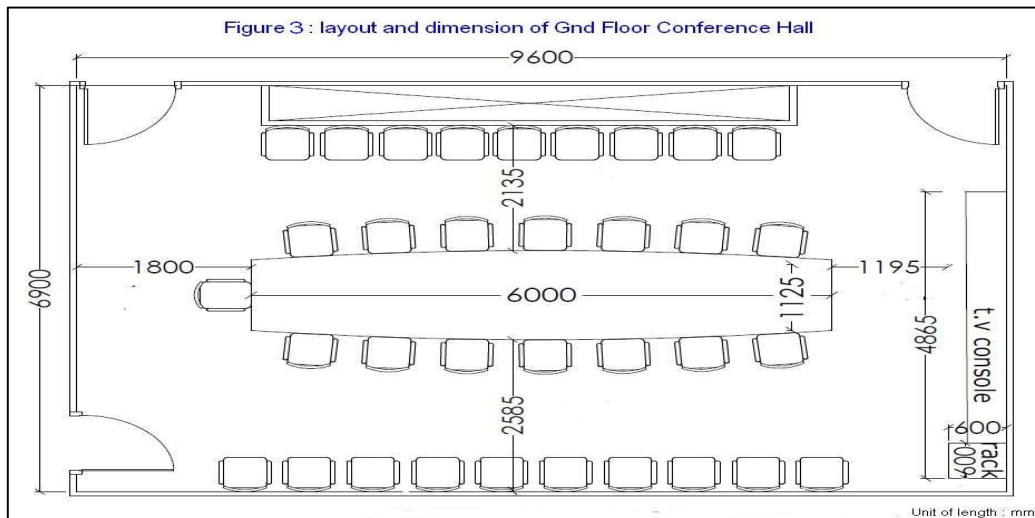 Figure 3 : layout and dimension of Gnd Floor Conference Hall
9600
2135
6900
1800
6000
1125
1195
4865
t.v console
2585
600
rack
600
Unit of length : mm